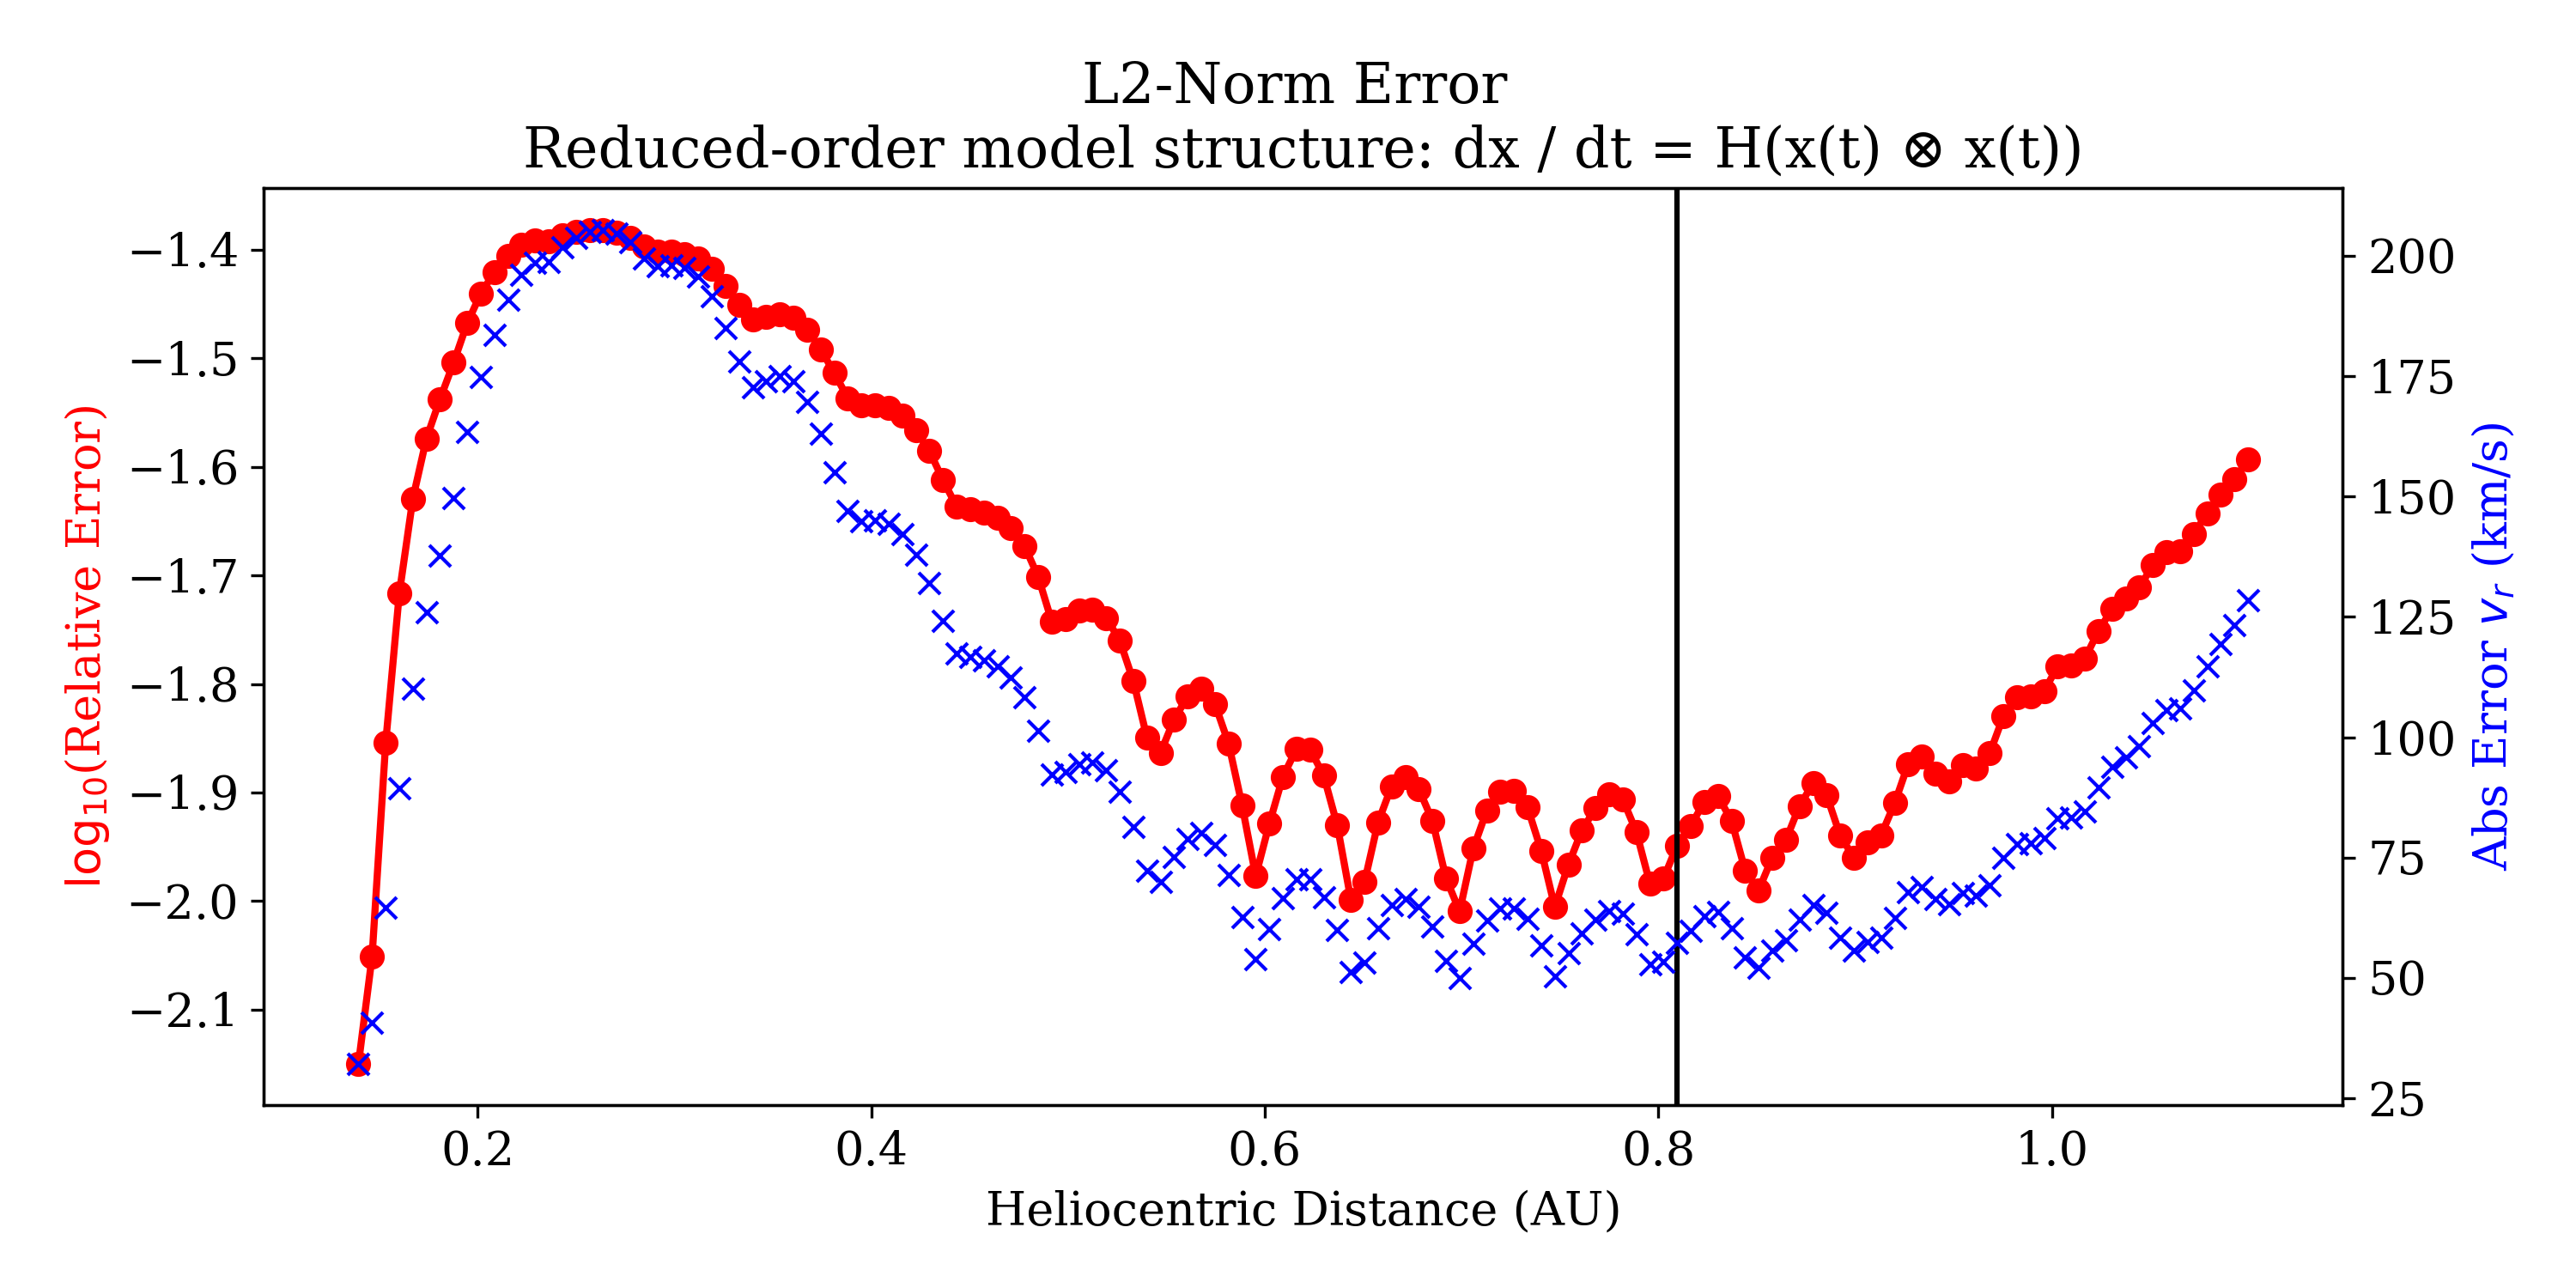 L2-Norm Error
Reduced-order model structure: dx / dt = H(x(t) ⊗ x(t))
−1.4
−1.5
−1.6
−1.7
−1.8
−1.9
−2.0
−2.1
log₁₀(Relative Error)
200
175
150
125
100
75
50
25
Abs Error vᵣ (km/s)
0.2 0.4 0.6 0.8 1.0
Heliocentric Distance (AU)